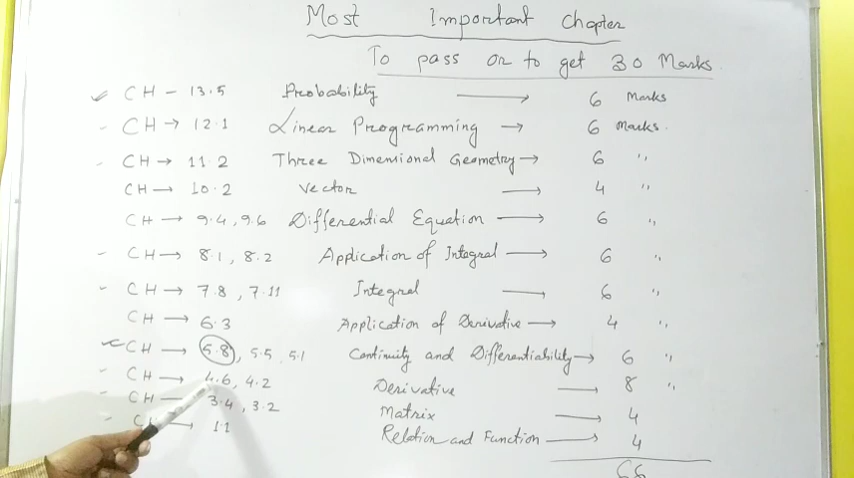 Most Important Chapter
To pass or to get 30 Marks
CH - 13.5 Probability → 6 Marks
CH → 12.1 Linear Programming → 6 Marks.
CH → 11.2 Three Dimensional Geometry → 6 "
CH → 10.2 Vector → 4 "
CH → 9.4, 9.6 Differential Equation → 6 "
CH → 8.1, 8.2 Application of Integral → 6 "
CH → 7.8, 7.11 Integral → 6 "
CH → 6.3 Application of Derivative → 4 "
CH → 5.8, 5.5, 5.1 Continuity and Differentiability → 6 "
CH → 4.6, 4.2 Derivative → 8 "
CH → 3.4, 3.2 Matrix → 4
→ 1.1 Relation and Function → 4
66